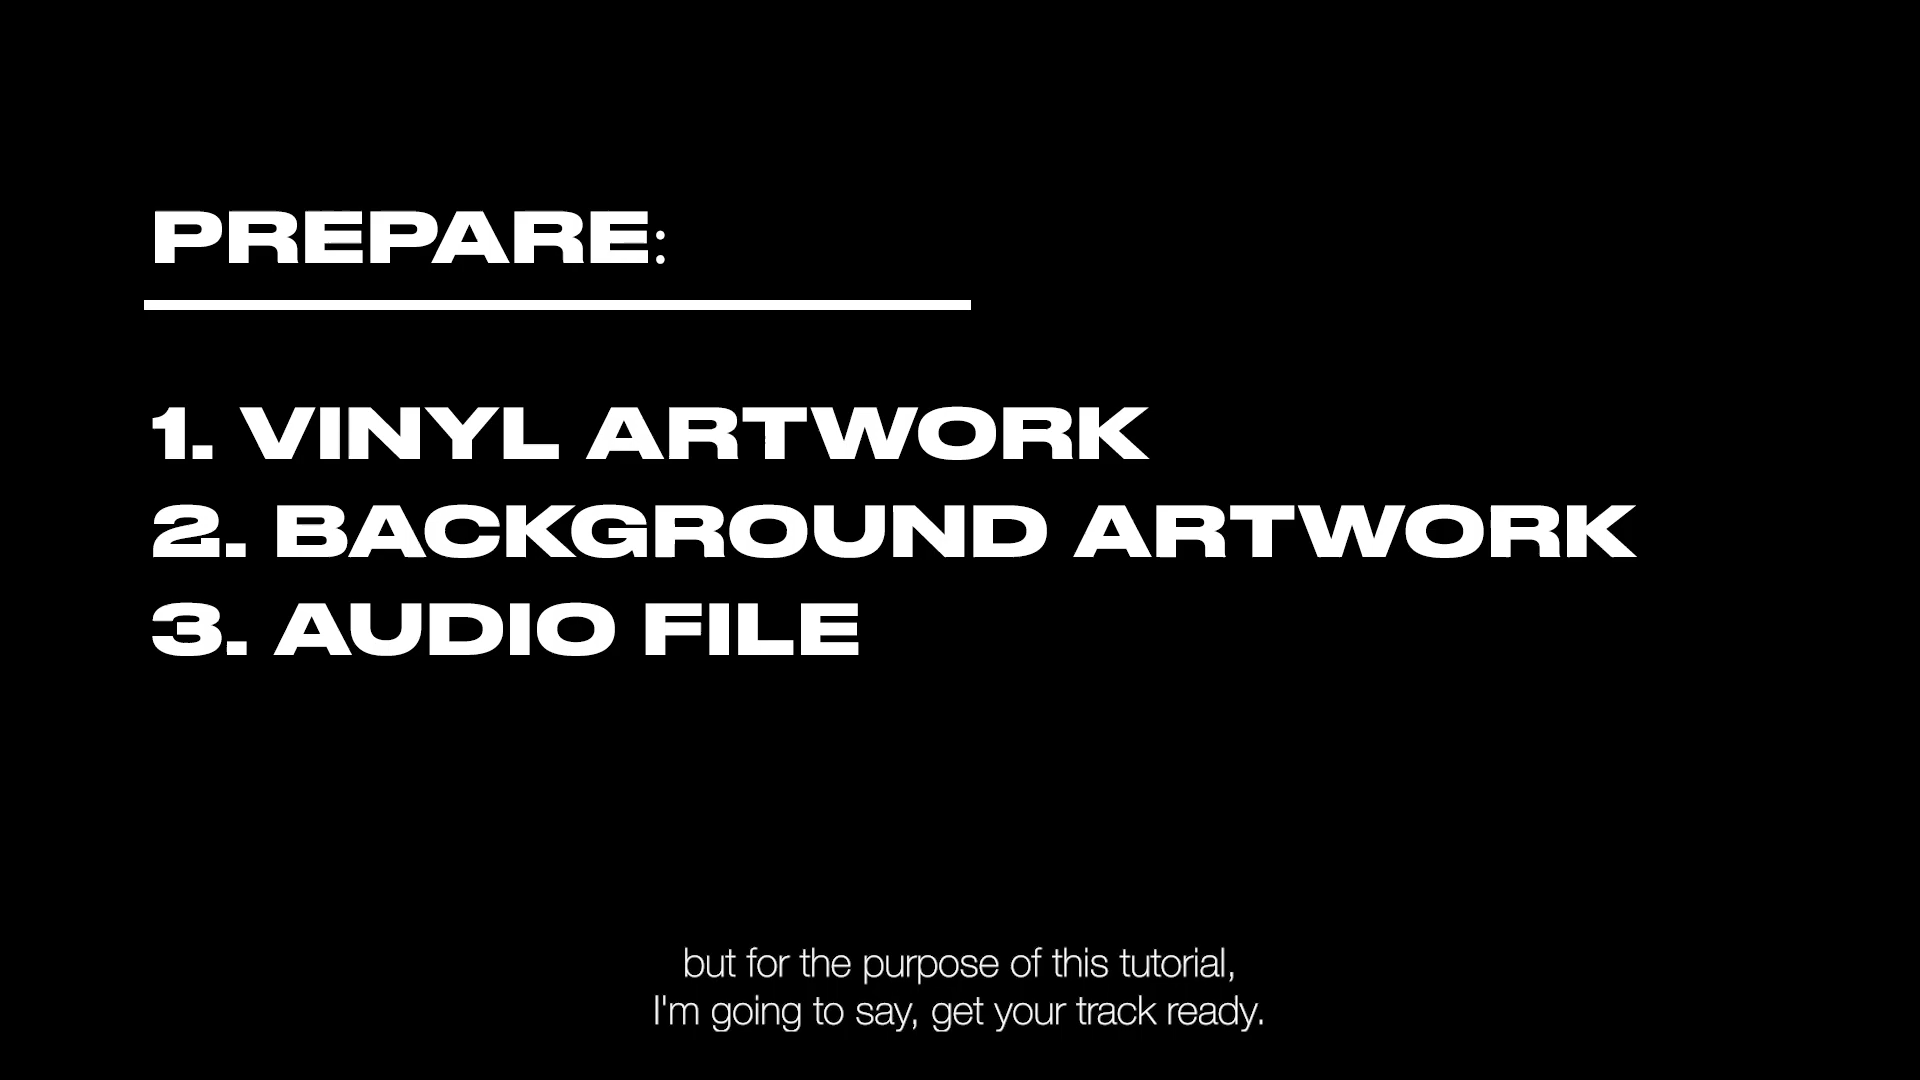 PREPARE:
1. VINYL ARTWORK
2. BACKGROUND ARTWORK
3. AUDIO FILE
but for the purpose of this tutorial,
I'm going to say, get your track ready.